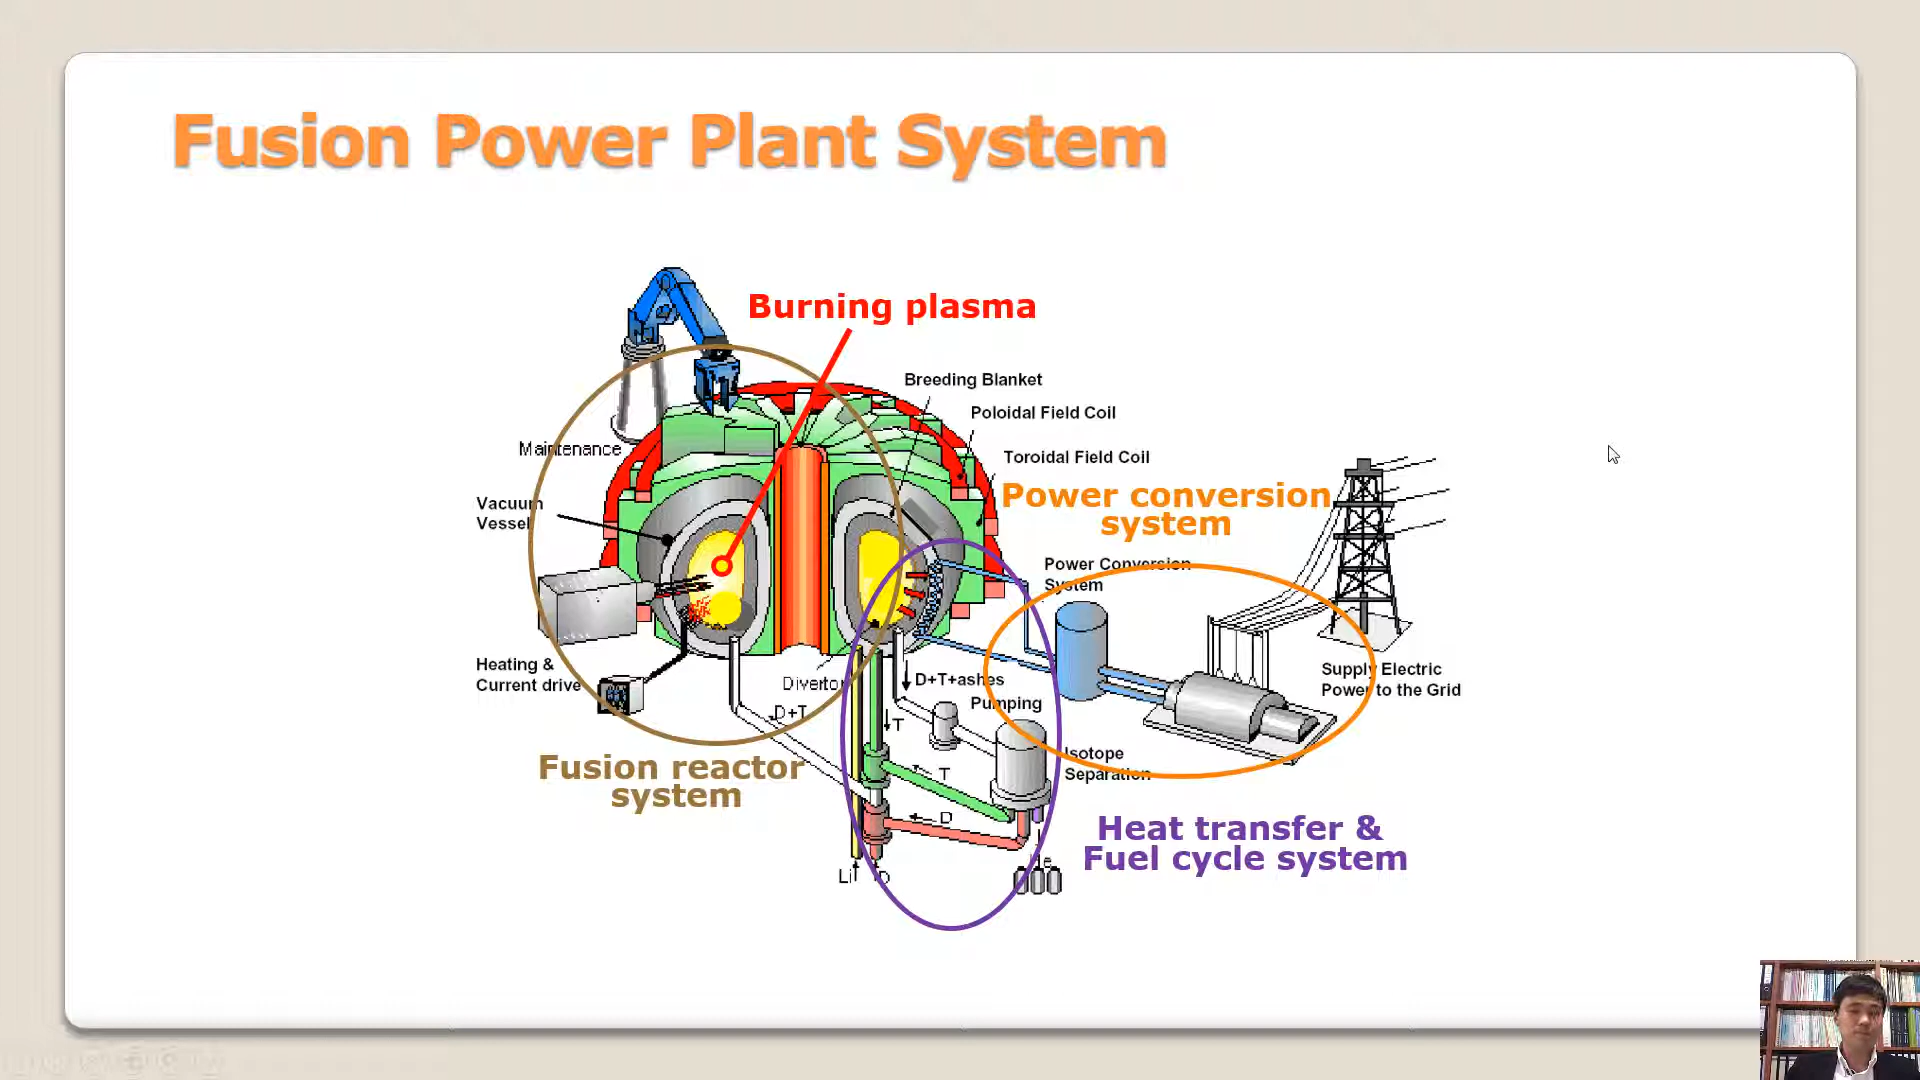 Fusion Power Plant System
Burning plasma
Breeding Blanket
Poloidal Field Coil
Maintenance
Toroidal Field Coil
Power conversion
system
Vacuum
Vessel
Power Conversion
System
Heating &
Current drive
Divertor
D+T+ashes
Supply Electric
Power to the Grid
Pumping
D+T
T
Isotope
Separation
T
Fusion reactor
system
D
Heat transfer &
Fuel cycle system
He
Li
D